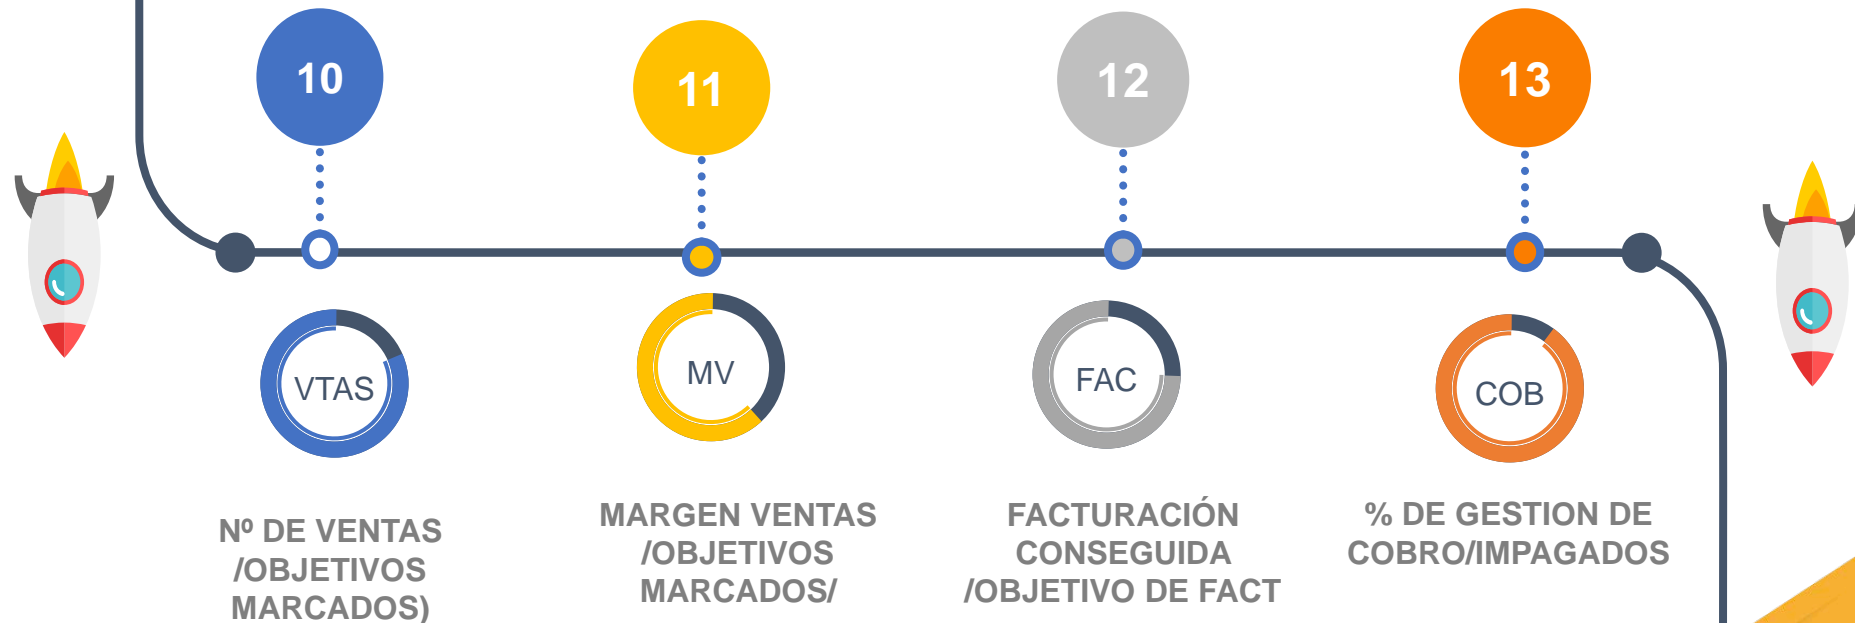 10
11
12
13
VTAS
MV
FAC
COB
Nº DE VENTAS
/OBJETIVOS
MARCADOS)
MARGEN VENTAS
/OBJETIVOS
MARCADOS/
FACTURACIÓN
CONSEGUIDA
/OBJETIVO DE FACT
% DE GESTION DE
COBRO/IMPAGADOS